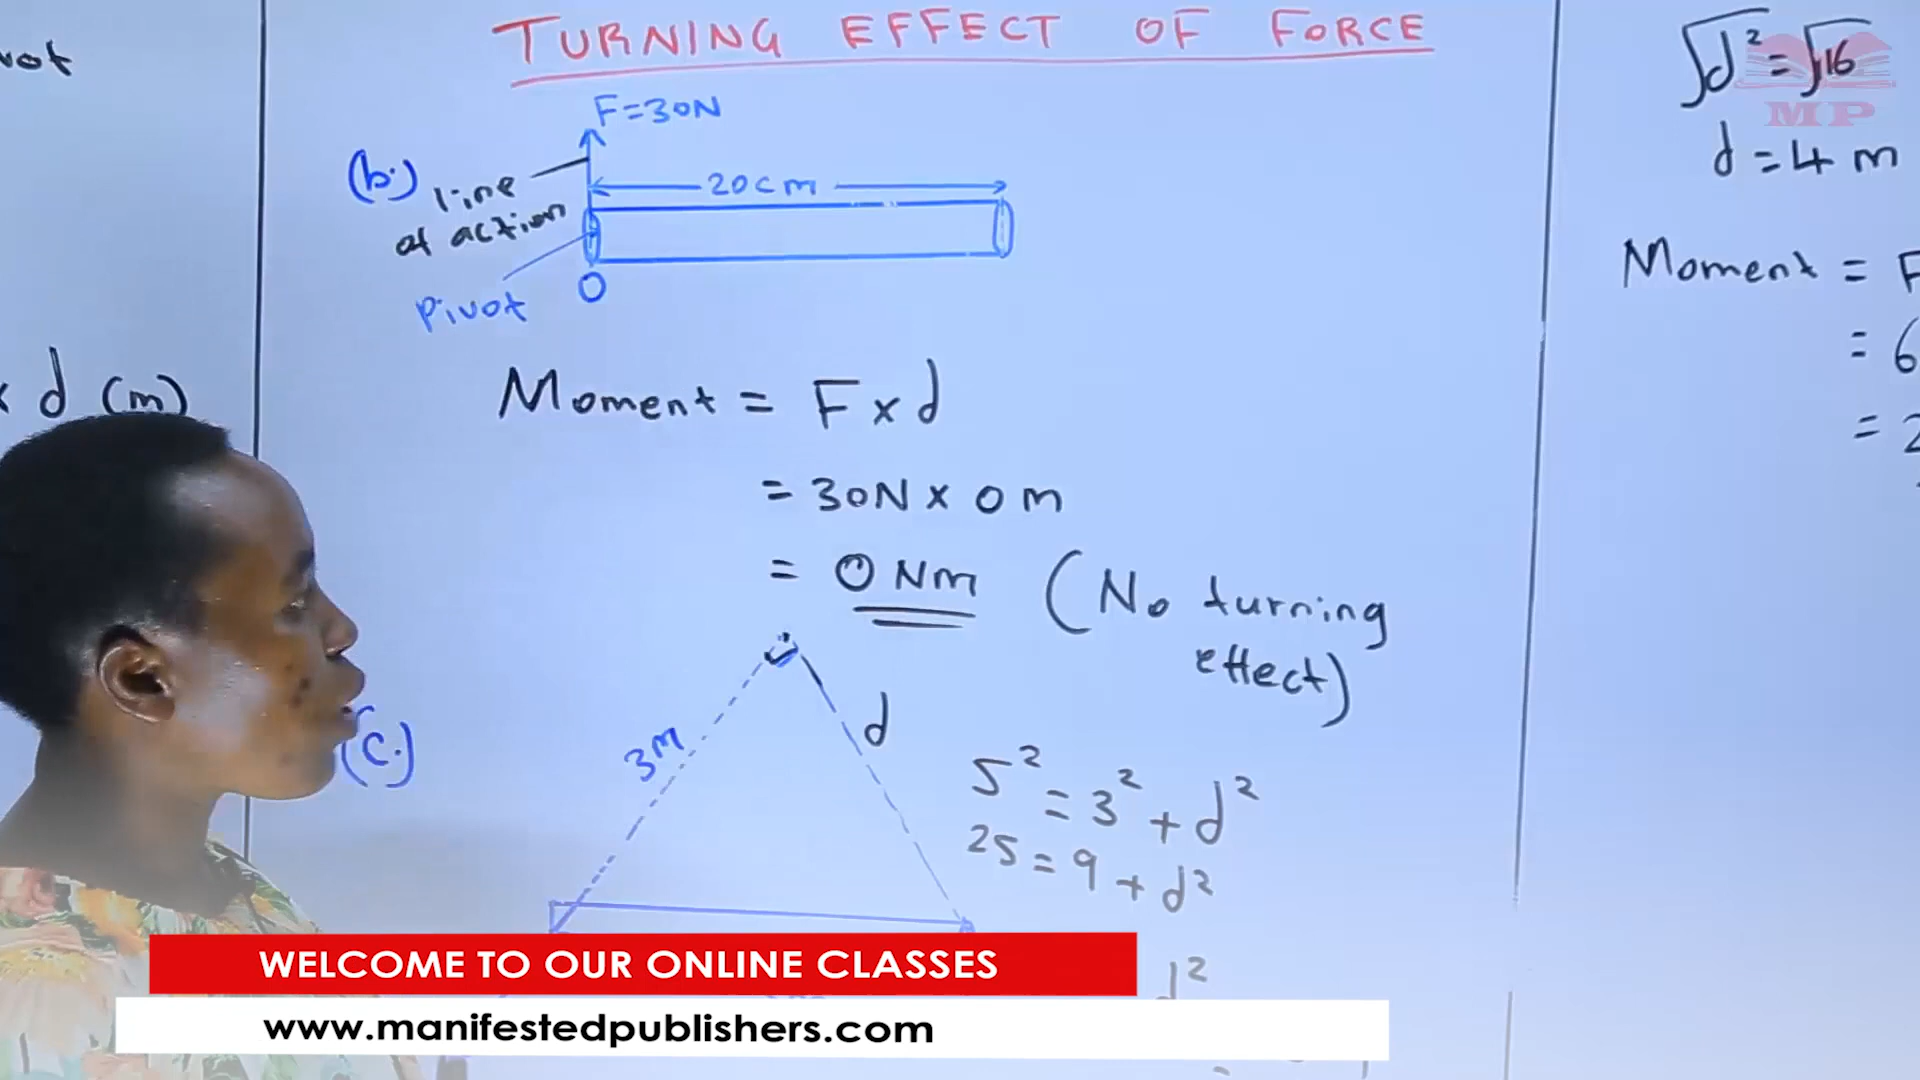 TURNING EFFECT OF FORCE
vot
x d (m)
(b.)
F=30N
line
of action
20cm
Pivot
O
Moment = F x d
= 30N x 0 m
= 0 Nm (No turning
effect)
(c.)
3m
d
5² = 3² + d²
25 = 9 + d²
d²
√d² = √16
d = 4 m
Moment = F
= 6
= 2
MP
WELCOME TO OUR ONLINE CLASSES
www.manifestedpublishers.com